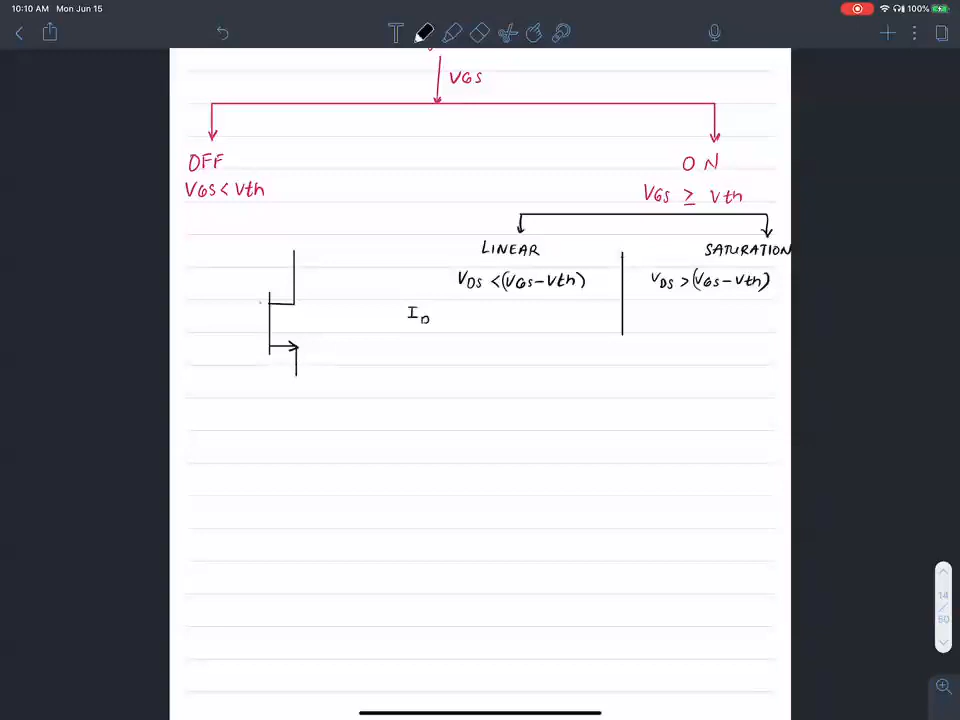 10:10 AM Mon Jun 15
100%
T
VGS
OFF
ON
VGS < Vth
VGS ≥ Vth
LINEAR
SATURATION
VDS < (VGS - Vth)
VDS > (VGS - Vth)
ID
14
/
50